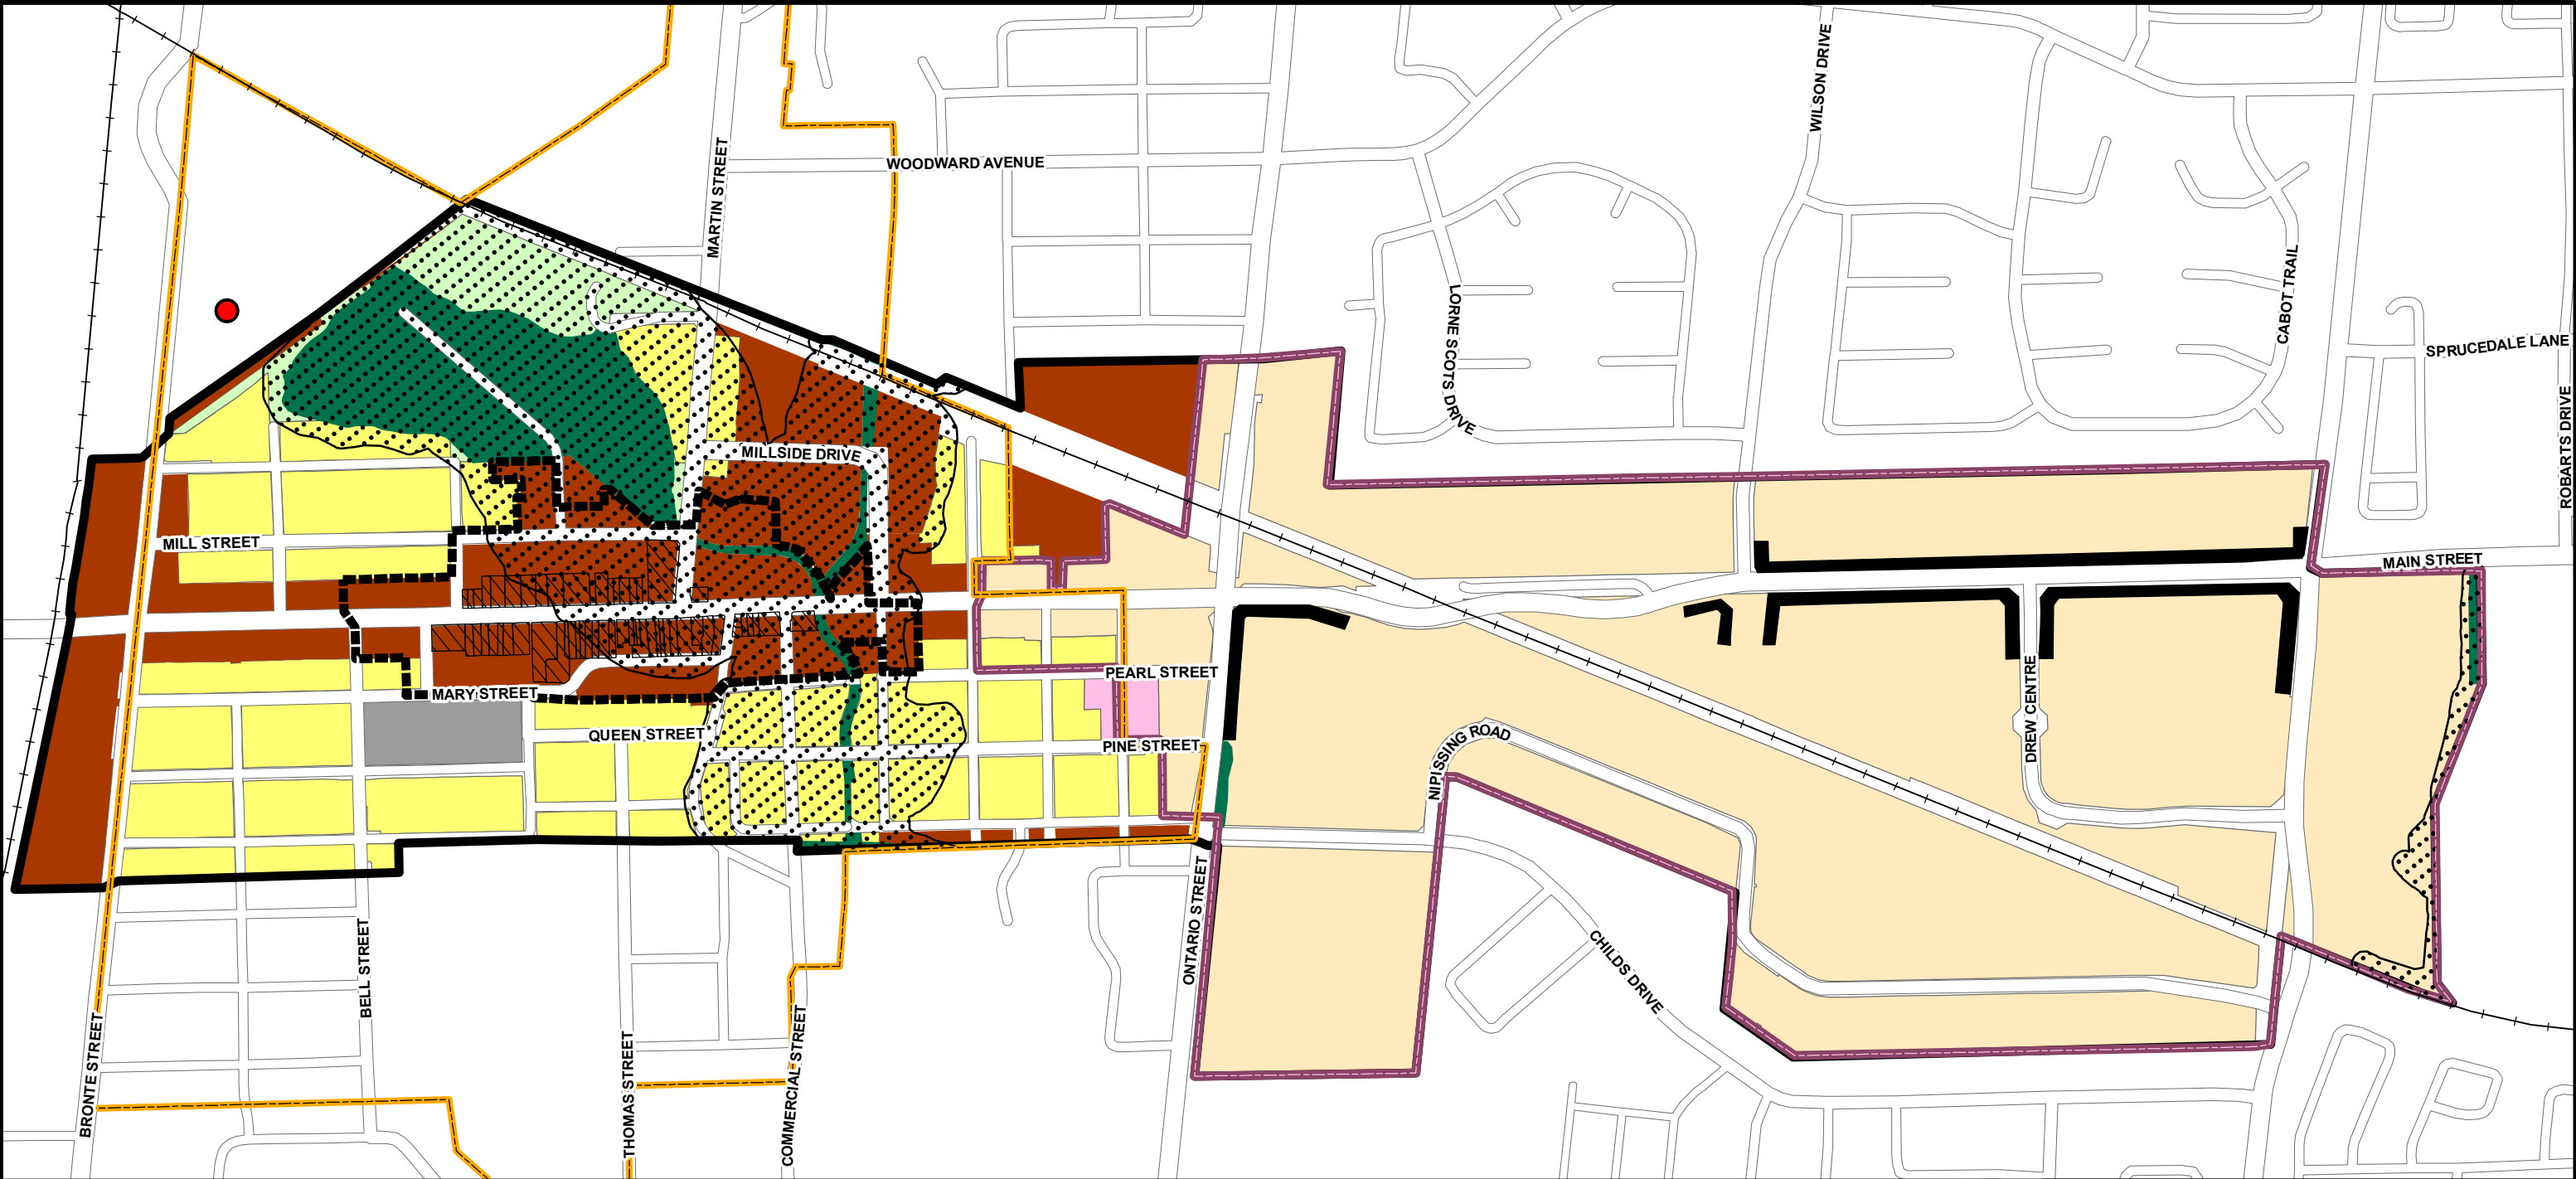 WILSON DRIVE
MARTIN STREET
WOODWARD AVENUE
LORNE SCOTS DRIVE
CABOT TRAIL
SPRUCEDALE LANE
ROBARTS DRIVE
MILLSIDE DRIVE
MILL STREET
MAIN STREET
PEARL STREET
MARY STREET
QUEEN STREET
PINE STREET
NIPISSING ROAD
DREW CENTRE
ONTARIO STREET
CHILDS DRIVE
BELL STREET
BRONTE STREET
THOMAS STREET
COMMERCIAL STREET